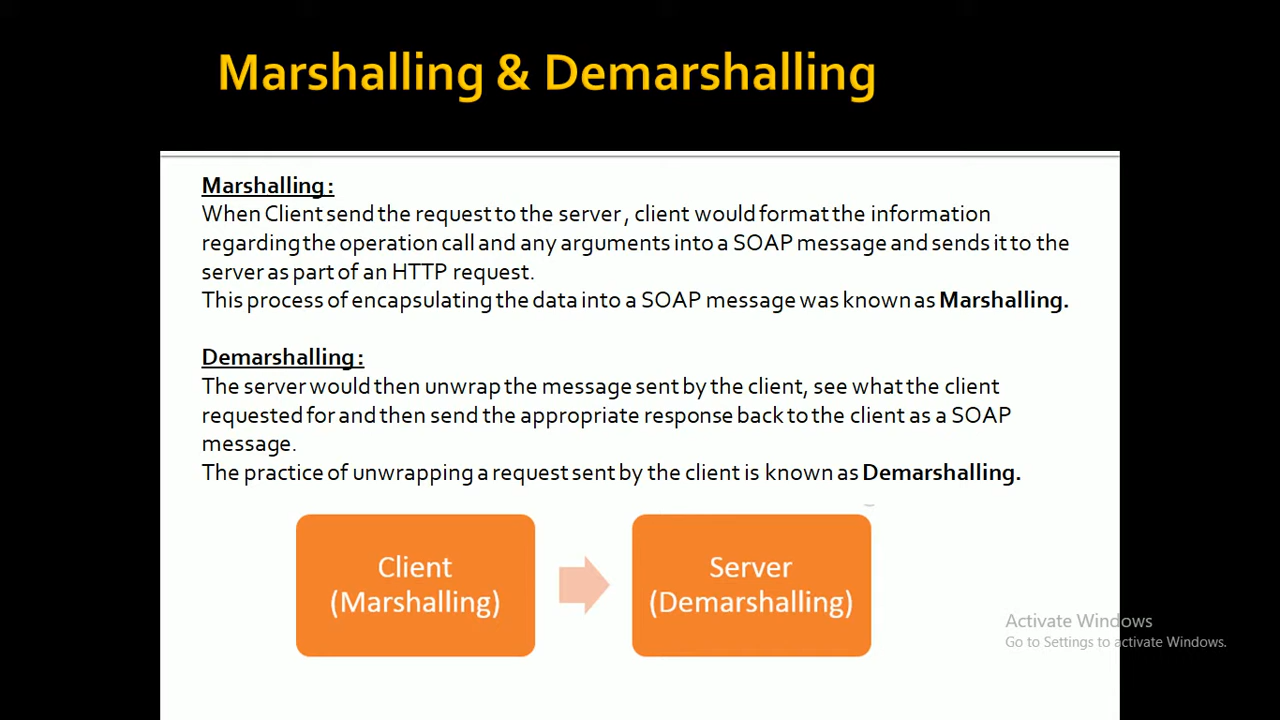 Marshalling & Demarshalling
Marshalling :
When Client send the request to the server , client would format the information
regarding the operation call and any arguments into a SOAP message and sends it to the
server as part of an HTTP request.
This process of encapsulating the data into a SOAP message was known as Marshalling.
Demarshalling :
The server would then unwrap the message sent by the client, see what the client
requested for and then send the appropriate response back to the client as a SOAP
message.
The practice of unwrapping a request sent by the client is known as Demarshalling.
Client
(Marshalling)
Server
(Demarshalling)
Activate Windows
Go to Settings to activate Windows.